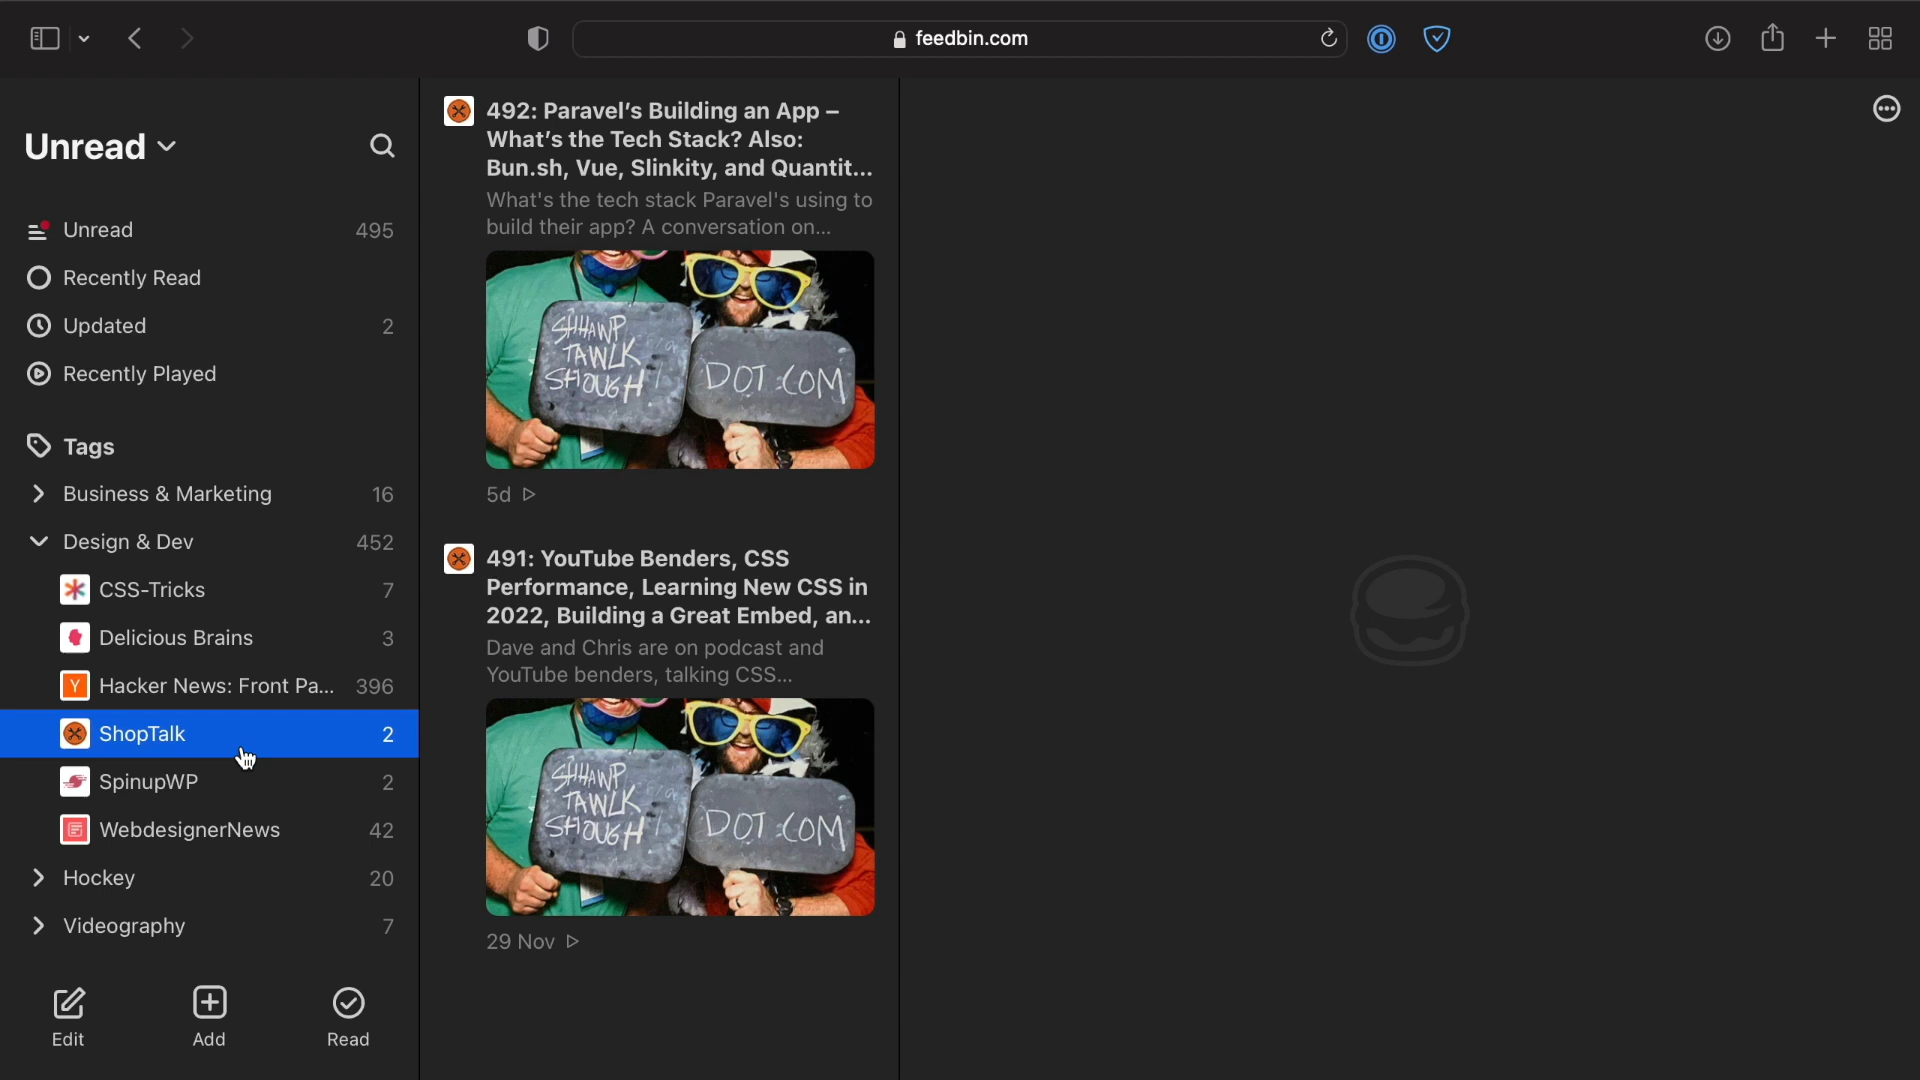 feedbin.com
Unread
Unread 495
Recently Read
Updated 2
Recently Played
Tags
Business & Marketing 16
Design & Dev 452
CSS-Tricks 7
Delicious Brains 3
Y Hacker News: Front Pa... 396
ShopTalk 2
SpinupWP 2
WebdesignerNews 42
Hockey 20
Videography 7
Edit Add Read
492: Paravel's Building an App –
What's the Tech Stack? Also:
Bun.sh, Vue, Slinkity, and Quantit...
What's the tech stack Paravel's using to
build their app? A conversation on...
SHHAWP
TAWLK
SHOUGH!
DOT COM
5d
491: YouTube Benders, CSS
Performance, Learning New CSS in
2022, Building a Great Embed, an...
Dave and Chris are on podcast and
YouTube benders, talking CSS...
SHHAWP
TAWLK
SHOUGH!
DOT COM
29 Nov